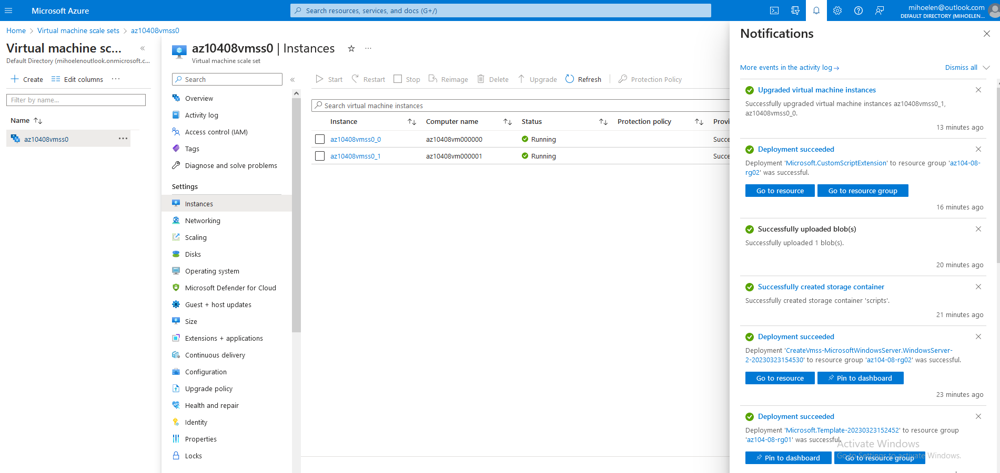 Microsoft Azure
Search resources, services, and docs (G+/)
mihoelen@outlook.com
DEFAULT DIRECTORY (MIHOELEN...
Home > Virtual machine scale sets > az10408vmss0
Virtual machine sc...
Default Directory (mihoelenoutlook.onmicrosoft.c...
Create
Edit columns
Filter by name...
Name
az10408vmss0
az10408vmss0 | Instances
Virtual machine scale set
Search
Overview
Activity log
Access control (IAM)
Tags
Diagnose and solve problems
Settings
Instances
Networking
Scaling
Disks
Operating system
Microsoft Defender for Cloud
Guest + host updates
Size
Extensions + applications
Continuous delivery
Configuration
Upgrade policy
Health and repair
Identity
Properties
Locks
Start Restart Stop Reimage Delete Upgrade Refresh Protection Policy
Search virtual machine instances
Instance Computer name Status Protection policy Provi
az10408vmss0_0 az10408vm000000 Running Succe
az10408vmss0_1 az10408vm000001 Running Succe
Notifications
More events in the activity log →
Dismiss all
Upgraded virtual machine instances
Successfully upgraded virtual machine instances az10408vmss0_1,
az10408vmss0_0.
13 minutes ago
Deployment succeeded
Deployment 'Microsoft.CustomScriptExtension' to resource group 'az104-08-
rg02' was successful.
Go to resource
Go to resource group
16 minutes ago
Successfully uploaded blob(s)
Successfully uploaded 1 blob(s).
20 minutes ago
Successfully created storage container
Successfully created storage container 'scripts'.
21 minutes ago
Deployment succeeded
Deployment 'CreateVmss-MicrosoftWindowsServer.WindowsServer-
2-20230323154530' to resource group 'az104-08-rg02' was successful.
Go to resource
Pin to dashboard
23 minutes ago
Deployment succeeded
Deployment 'Microsoft.Template-20230323152452' to resource group
'az104-08-rg01' was successful.
Pin to dashboard
Go to resource group
Activate Windows
Go to Settings to activate Windows.